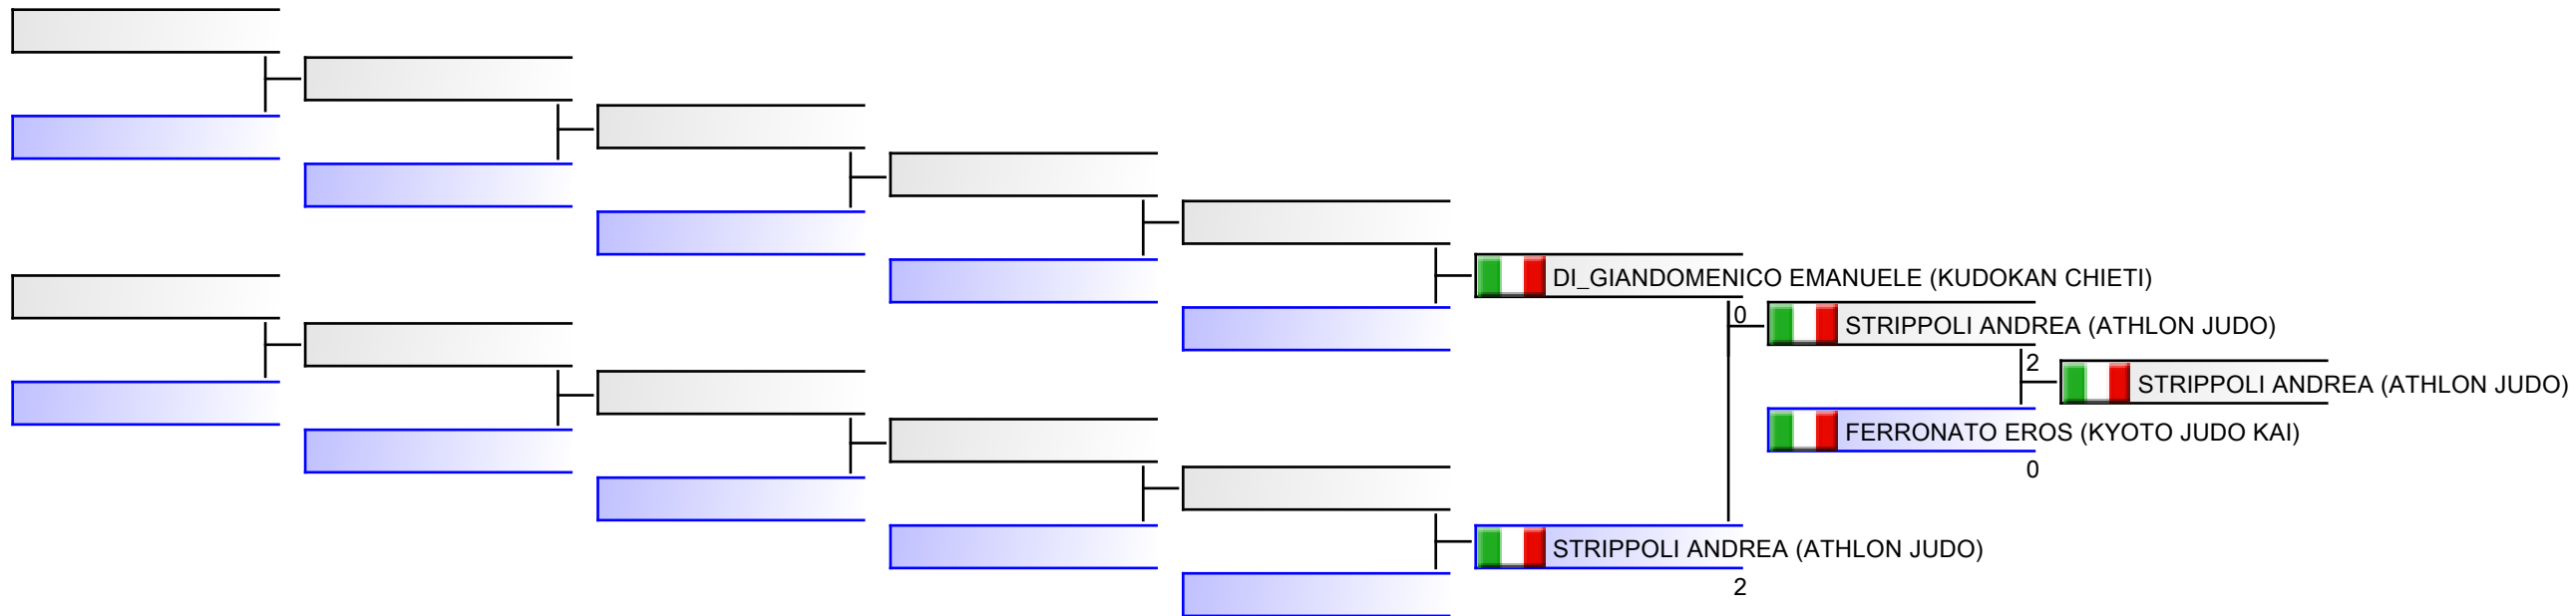 DI_GIANDOMENICO EMANUELE (KUDOKAN CHIETI)
0
STRIPPOLI ANDREA (ATHLON JUDO)
2
STRIPPOLI ANDREA (ATHLON JUDO)
FERRONATO EROS (KYOTO JUDO KAI)
0
STRIPPOLI ANDREA (ATHLON JUDO)
2